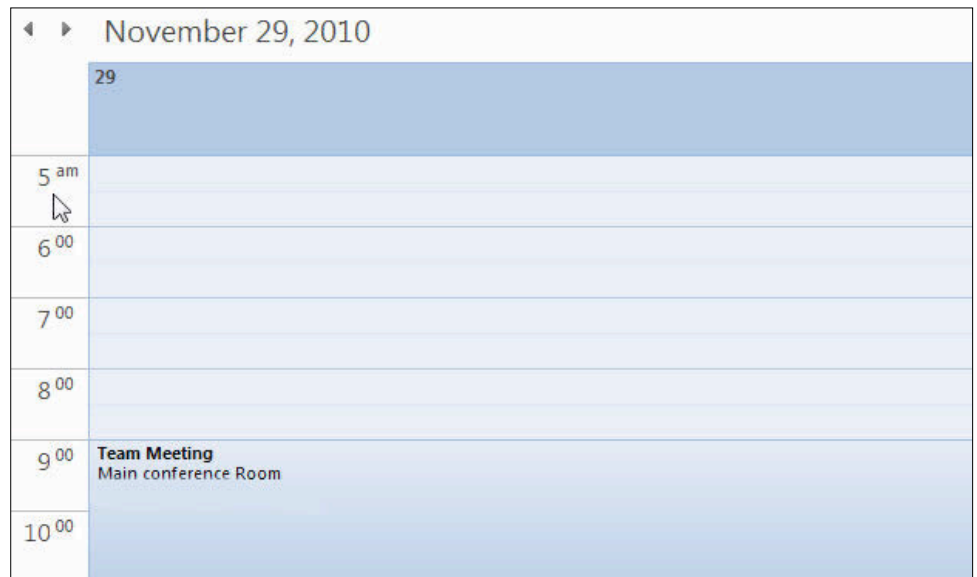 November 29, 2010
29
5 am
6 00
7 00
8 00
9 00
Team Meeting
Main conference Room
10 00